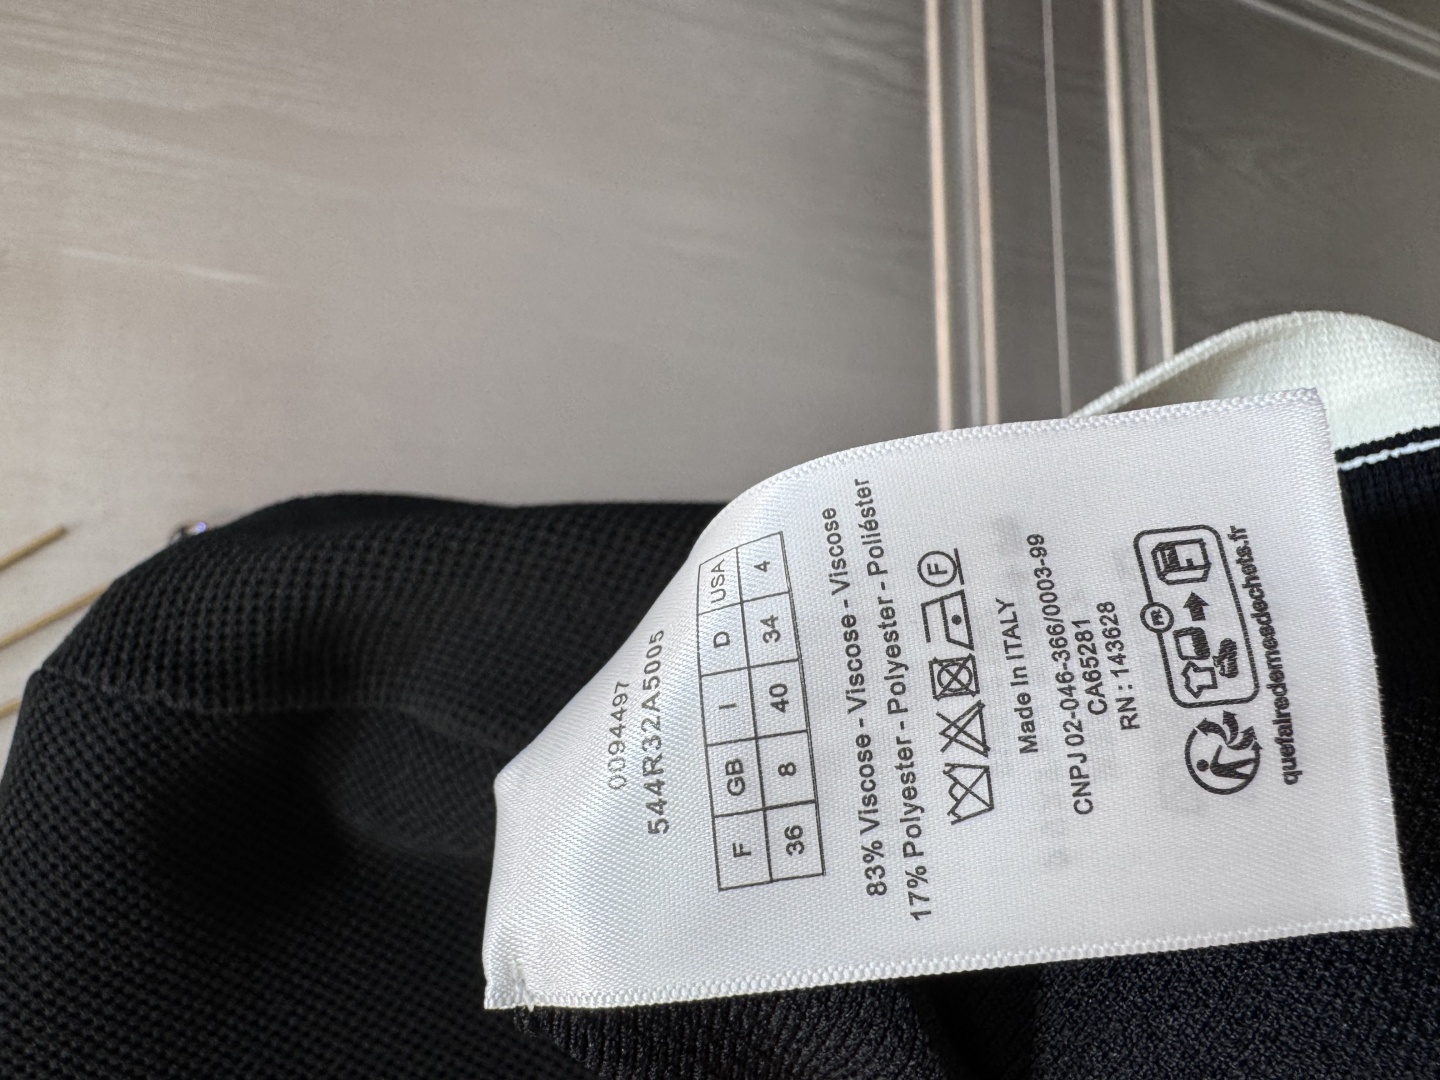 0094497
544R32A5005
F GB I D USA
36 8 40 34 4
83% Viscose - Viscose - Viscose
17% Polyester - Polyester - Poliéster
F
Made In ITALY
CNPJ 02-046-366/0003-99
CA65281
RN : 143628
FR
quefairedemesdechets.fr